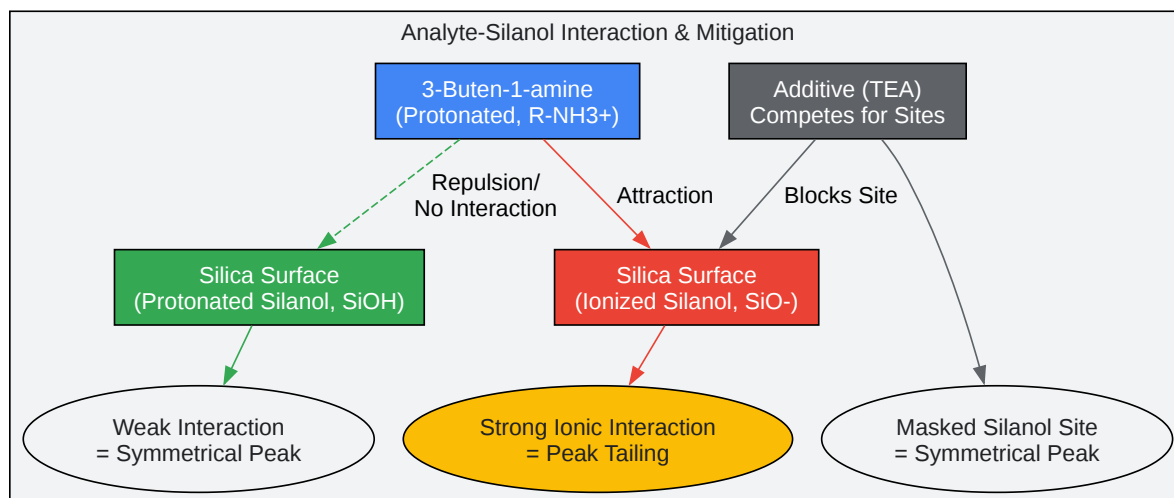 Analyte-Silanol Interaction & Mitigation
3-Buten-1-amine
(Protonated, R-NH3+)
Additive (TEA)
Competes for Sites
Repulsion/
No Interaction
Attraction
Blocks Site
Silica Surface
(Protonated Silanol, SiOH)
Silica Surface
(Ionized Silanol, SiO-)
Weak Interaction
= Symmetrical Peak
Strong Ionic Interaction
= Peak Tailing
Masked Silanol Site
= Symmetrical Peak